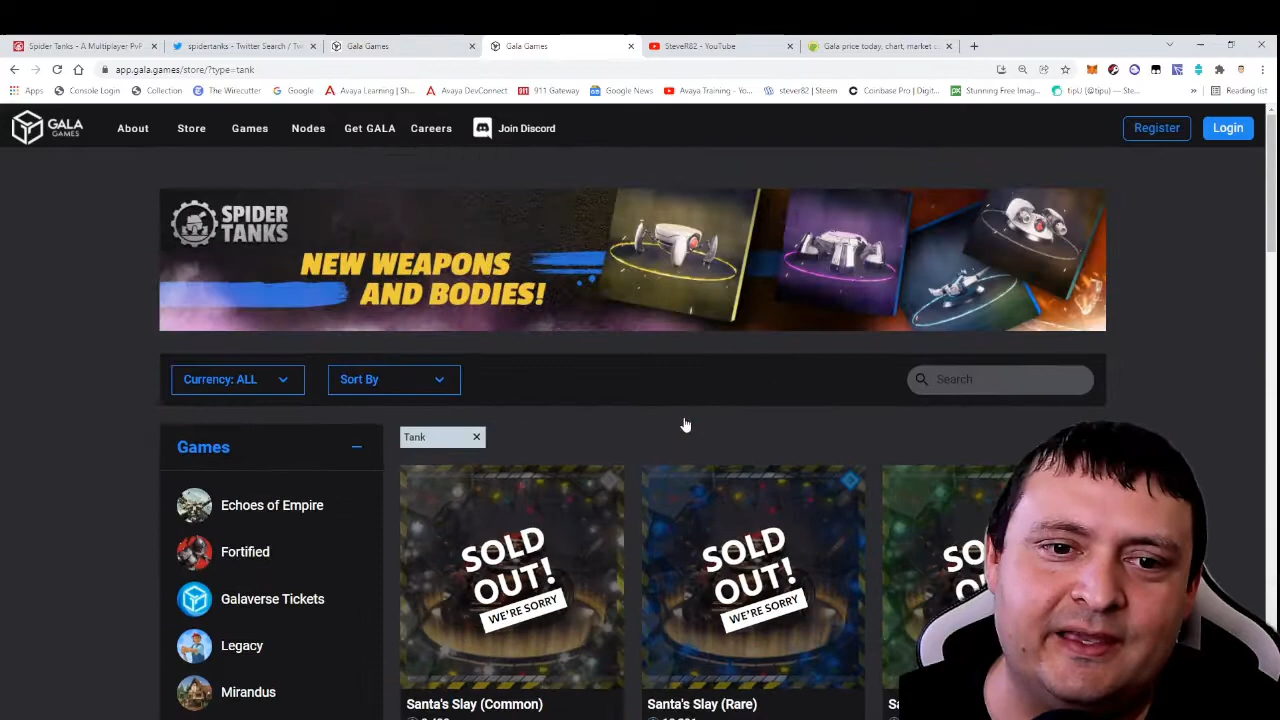 Spider Tanks - A Multiplayer PvP
spidertanks - Twitter Search / Tw
Gala Games
Gala Games
SteveR82 - YouTube
Gala price today, chart, market c
app.gala.games/store/?type=tank
Apps
Console Login
Collection
The Wirecutter
Google
Avaya Learning | Sh...
Avaya DevConnect
911 Gateway
Google News
Avaya Training - You...
stever82 | Steem
Coinbase Pro | Digit...
Stunning Free Imag...
tipU (@tipu) — Ste...
Reading list
GALA
GAMES
About
Store
Games
Nodes
Get GALA
Careers
Join Discord
Register
Login
SPIDER
TANKS
NEW WEAPONS
AND BODIES!
Currency: ALL
Sort By
Search
Games
Echoes of Empire
Fortified
Galaverse Tickets
Legacy
Mirandus
Tank
SOLD
OUT!
WE'RE SORRY
SOLD
OUT!
WE'RE SORRY
Santa's Slay (Common)
Santa's Slay (Rare)